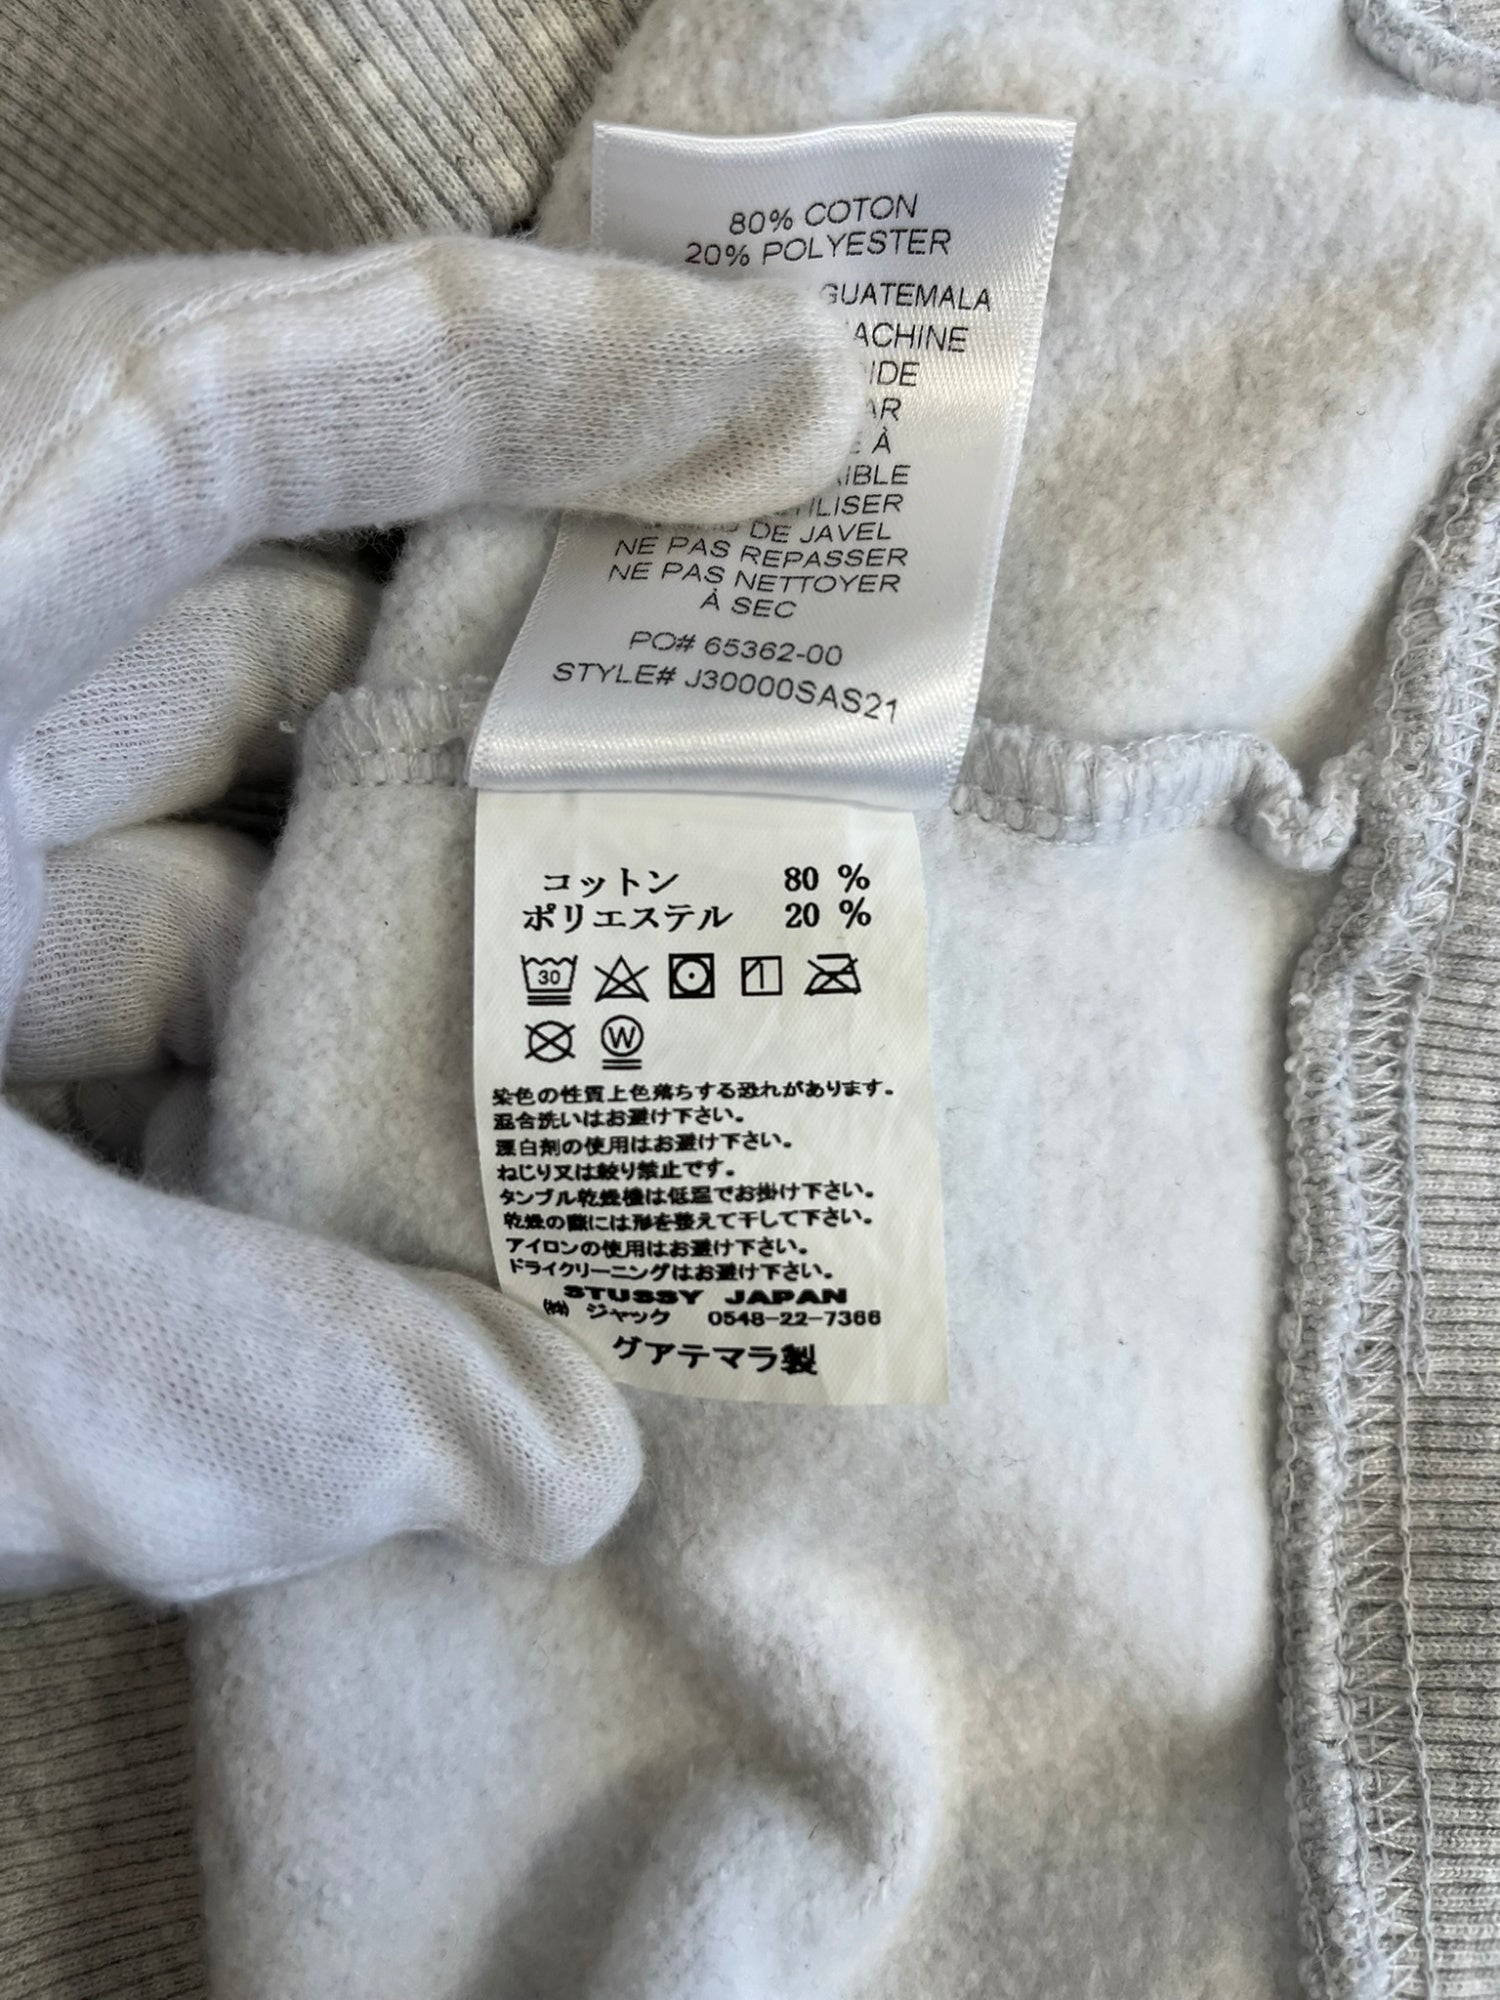 80% COTON
20% POLYESTER
GUATEMALA
À
DE JAVEL
NE PAS REPASSER
NE PAS NETTOYER
À SEC
PO# 65362-00
STYLE# J30000SAS21
コットン 80 %
ポリエステル 20 %
30
W
染色の性質上色落ちする恐れがあります。
混合洗いはお避け下さい。
漂白剤の使用はお避け下さい。
ねじり又は絞り禁止です。
タンブル乾燥機は低温でお掛け下さい。
乾燥の際には形を整えて干して下さい。
アイロンの使用はお避け下さい。
ドライクリーニングはお避け下さい。
STUSSY JAPAN
㈱ ジャック 0548-22-7366
グアテマラ製